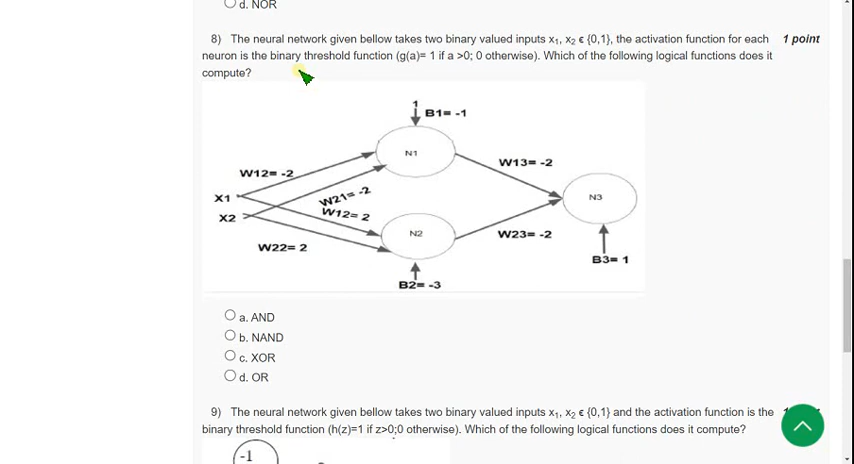 d. NOR
8) The neural network given bellow takes two binary valued inputs x₁, x₂ ϵ {0,1}, the activation function for each 1 point
neuron is the binary threshold function (g(a)= 1 if a >0; 0 otherwise). Which of the following logical functions does it
compute?
1
B1= -1
N1
W12= -2
W13= -2
X1
W21= -2
N3
X2
W12= 2
N2
W23= -2
W22= 2
B3= 1
B2= -3
a. AND
b. NAND
c. XOR
d. OR
9) The neural network given bellow takes two binary valued inputs x₁, x₂ ϵ {0,1} and the activation function is the
binary threshold function (h(z)=1 if z>0;0 otherwise). Which of the following logical functions does it compute?
-1